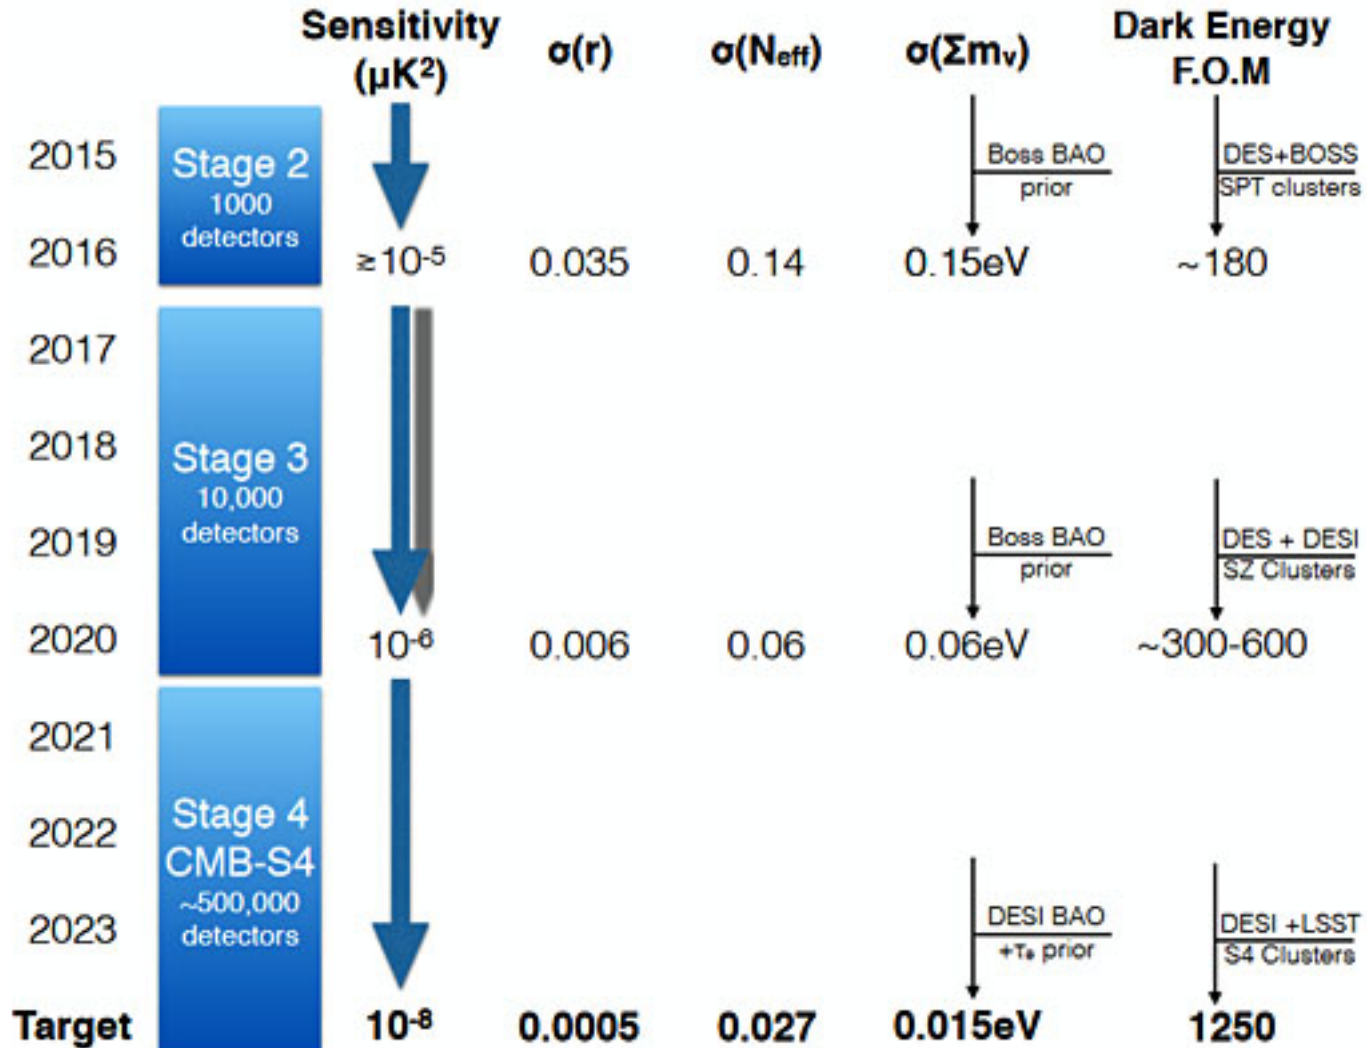 Sensitivity (μK²) σ(r) σ(Neff) σ(Σmν) Dark Energy F.O.M
2015
Stage 2
1000
detectors
Boss BAO
prior
DES+BOSS
SPT clusters
2016 ≥10-5 0.035 0.14 0.15eV ~180
2017
2018
Stage 3
10,000
detectors
2019
Boss BAO
prior
DES + DESI
SZ Clusters
2020 10-6 0.006 0.06 0.06eV ~300-600
2021
2022
Stage 4
CMB-S4
~500,000
detectors
2023
DESI BAO
+τe prior
DESI +LSST
S4 Clusters
Target 10-8 0.0005 0.027 0.015eV 1250